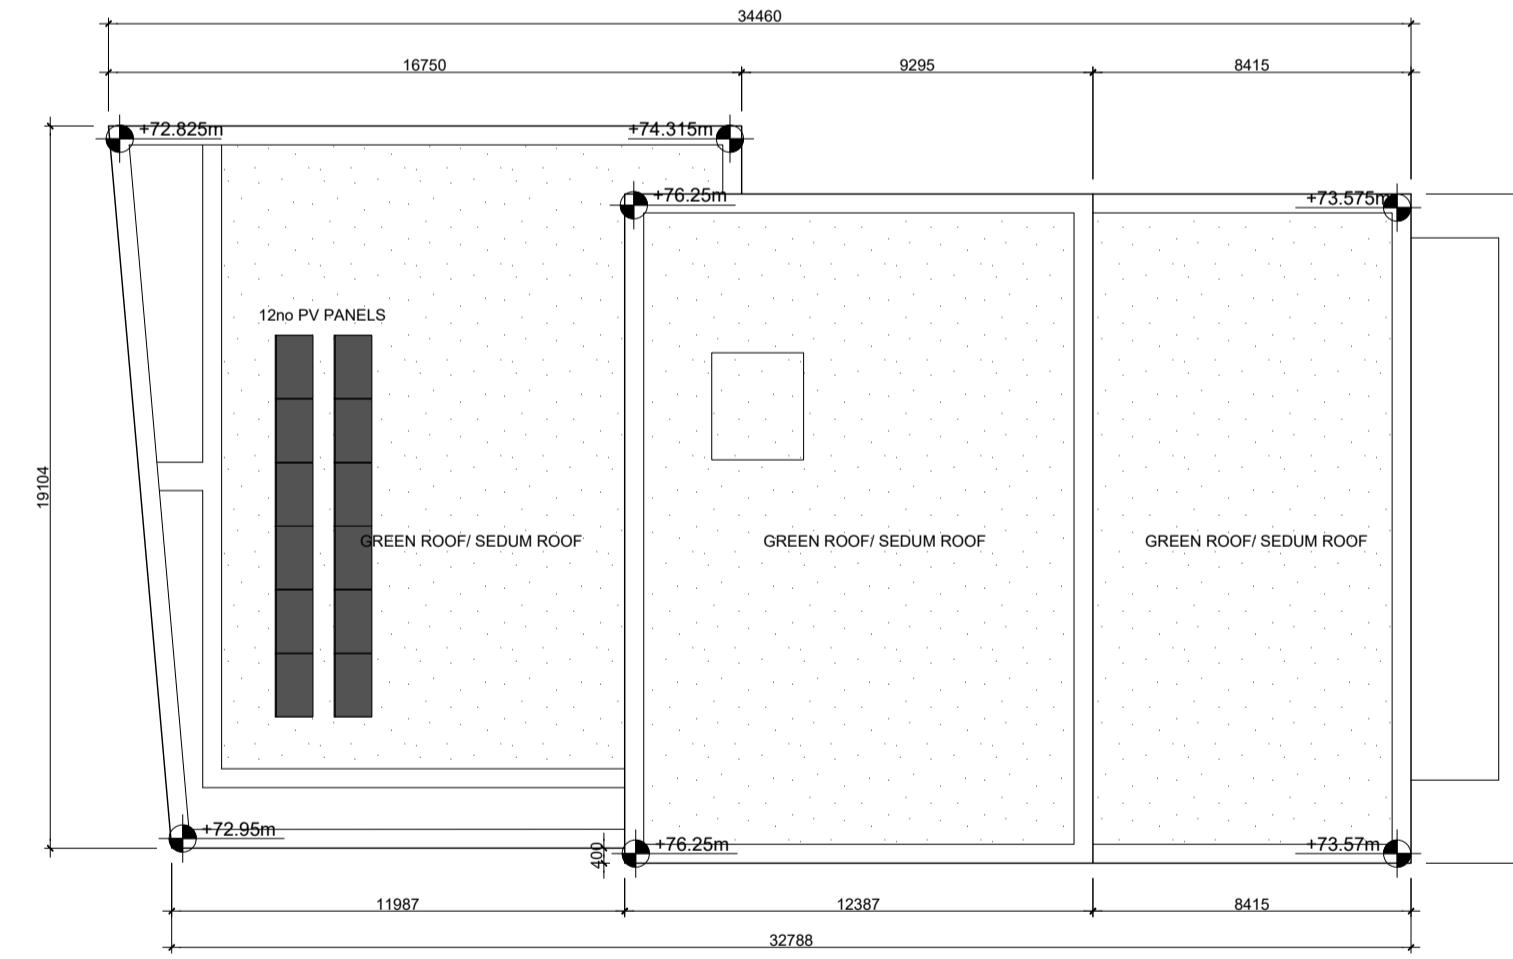 34460
16750
9295
8415
+72.825m
+74.315m
+76.25m
+73.575m
12no PV PANELS
19104
GREEN ROOF/ SEDUM ROOF
GREEN ROOF/ SEDUM ROOF
GREEN ROOF/ SEDUM ROOF
+72.95m
400
+76.25m
+73.57m
11987
12387
8415
32788